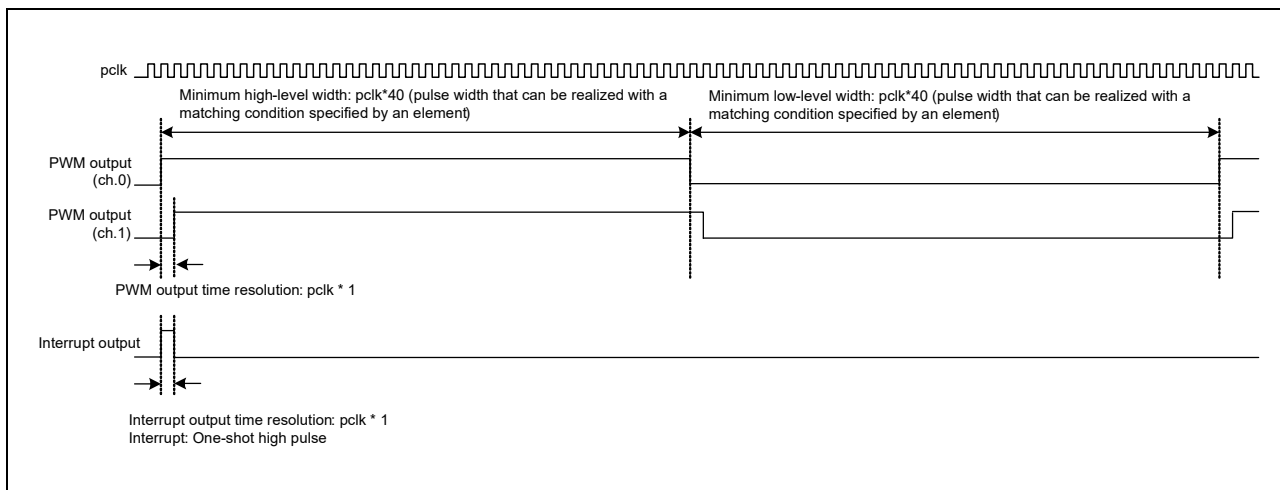 pclk
Minimum high-level width: pclk*40 (pulse width that can be realized with a
matching condition specified by an element)
Minimum low-level width: pclk*40 (pulse width that can be realized with a
matching condition specified by an element)
PWM output
(ch.0)
PWM output
(ch.1)
PWM output time resolution: pclk * 1
Interrupt output
Interrupt output time resolution: pclk * 1
Interrupt: One-shot high pulse